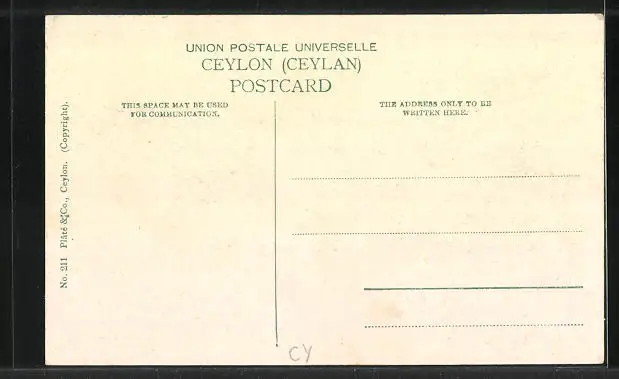 UNION POSTALE UNIVERSELLE
CEYLON (CEYLAN)
POSTCARD
THIS SPACE MAY BE USED
FOR COMMUNICATION.
THE ADDRESS ONLY TO BE
WRITTEN HERE.
No. 211 Plâté & Co., Ceylon. (Copyright).
CY